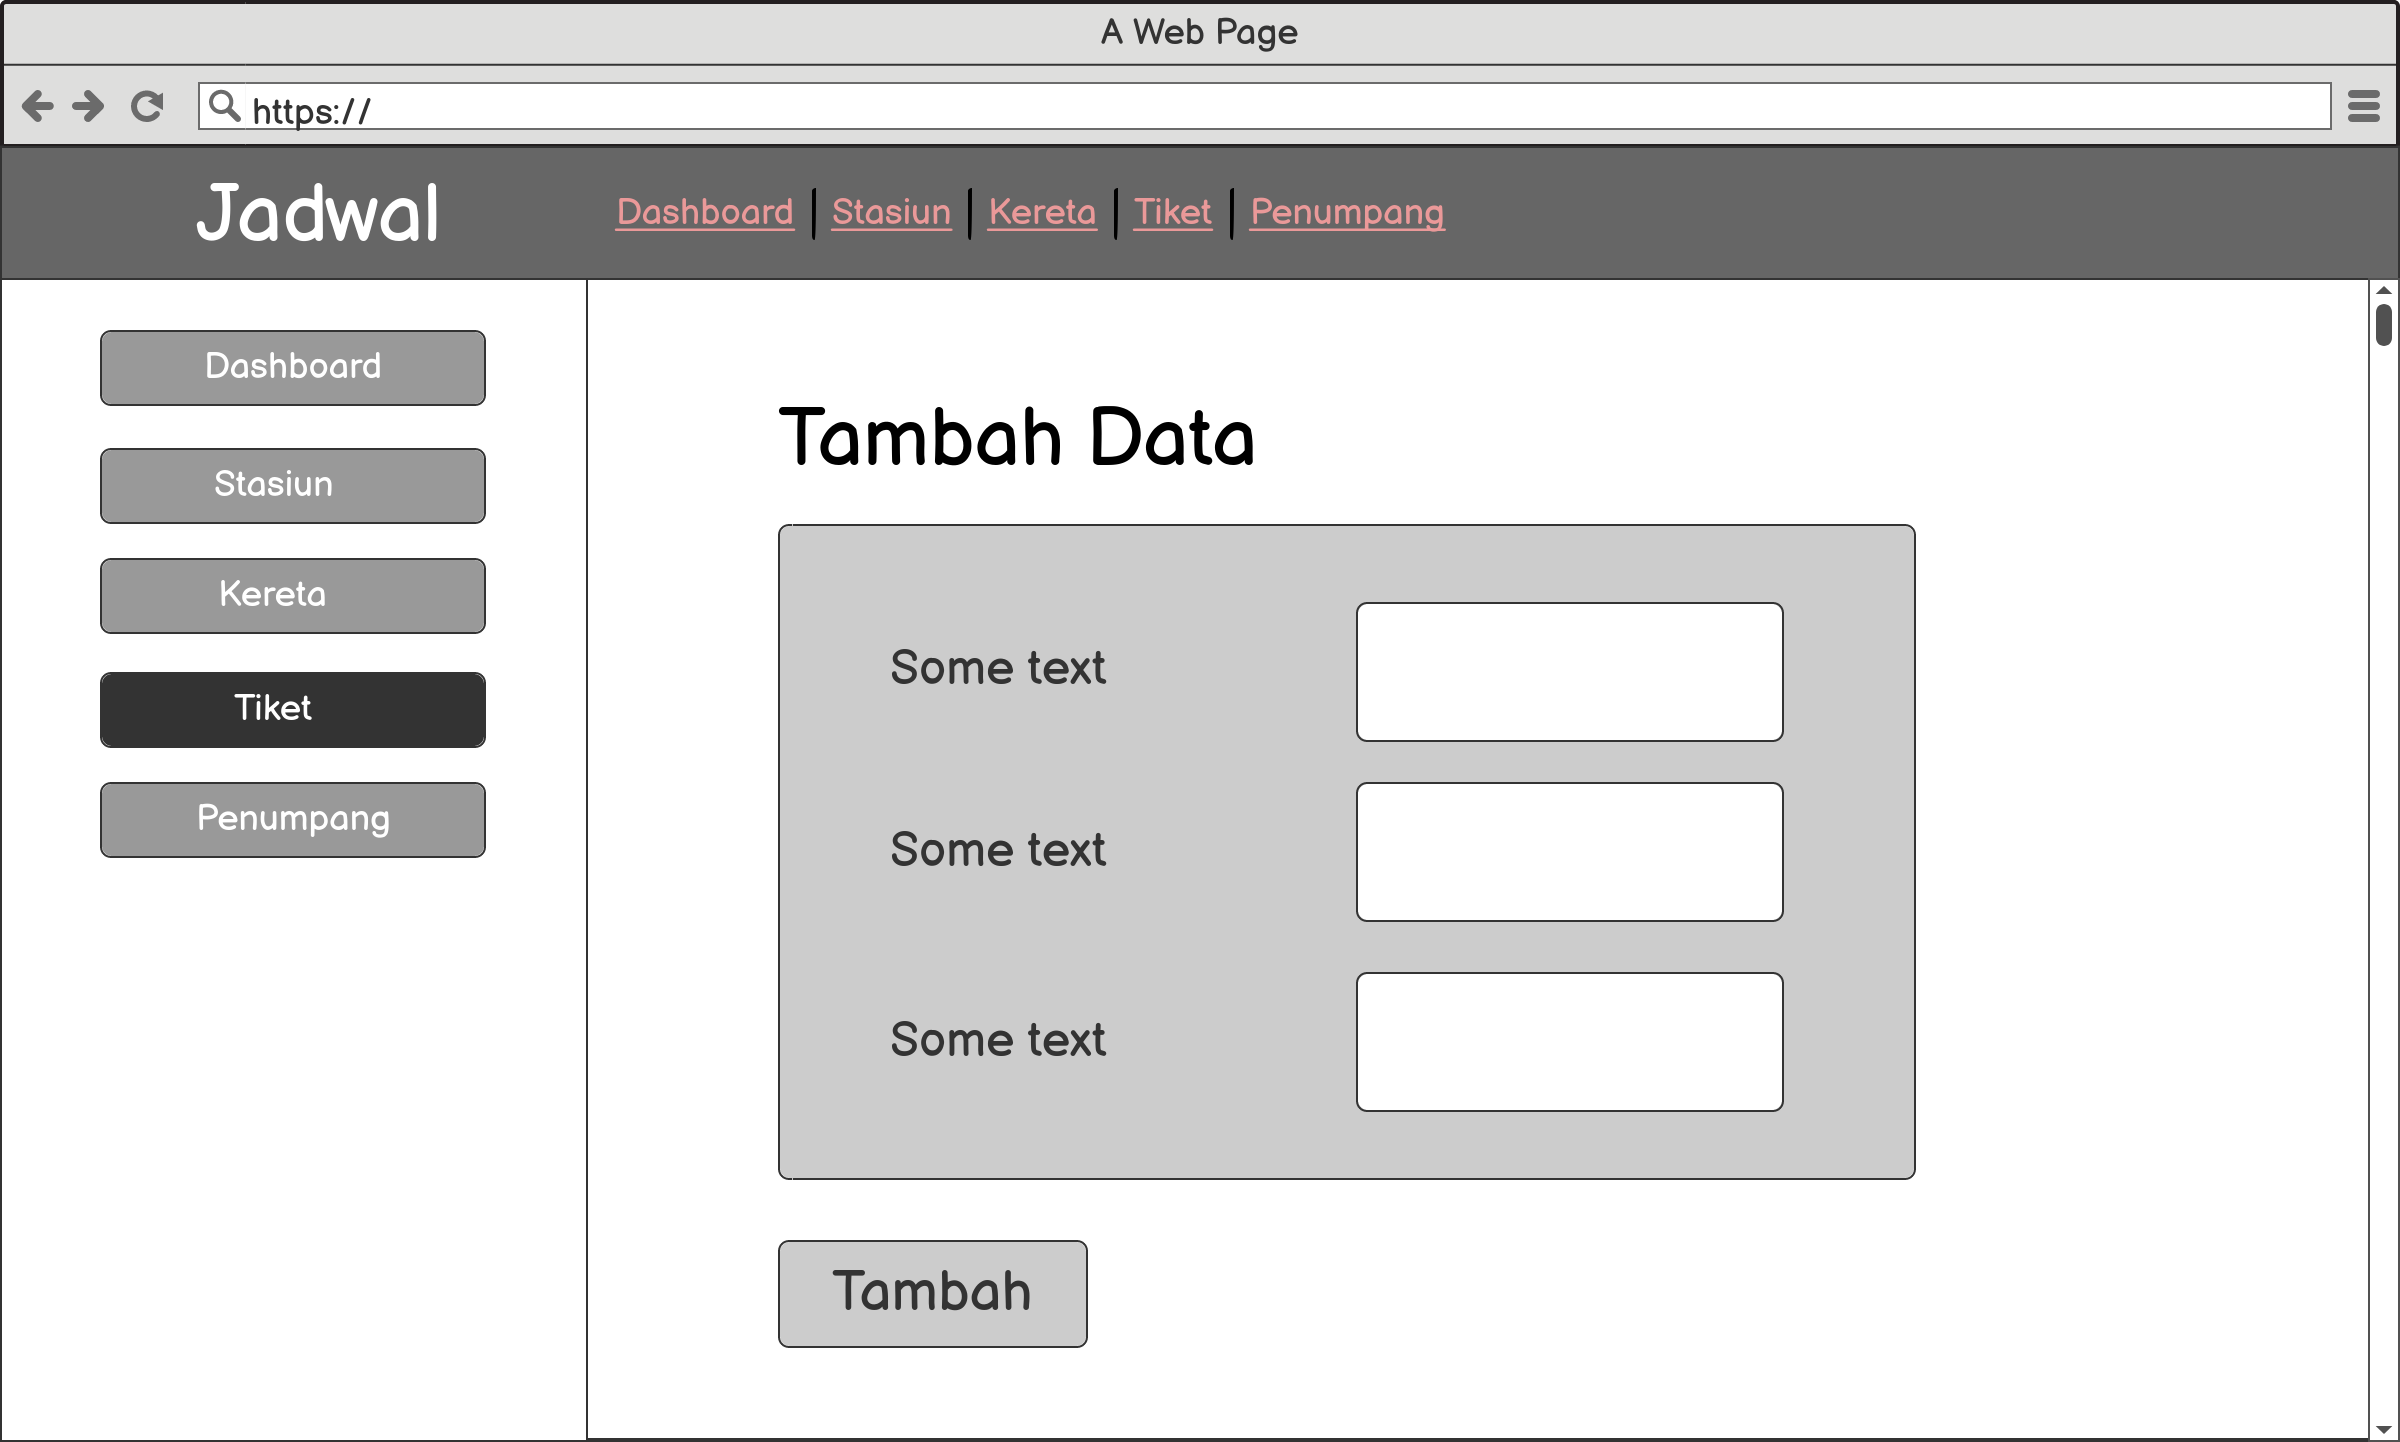 A Web Page
https://
Jadwal
Dashboard Stasiun Kereta Tiket Penumpang
Dashboard
Stasiun
Kereta
Tiket
Penumpang
Tambah Data
Some text
Some text
Some text
Tambah